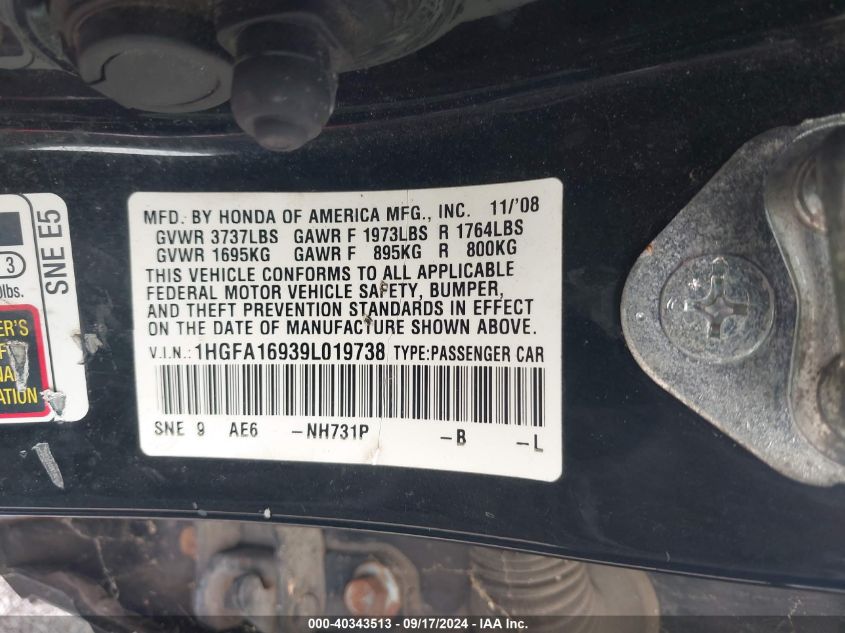 MFD. BY HONDA OF AMERICA MFG., INC. 11/'08
GVWR 3737LBS GAWR F 1973LBS R 1764LBS
GVWR 1695KG GAWR F 895KG R 800KG
THIS VEHICLE CONFORMS TO ALL APPLICABLE
FEDERAL MOTOR VEHICLE SAFETY, BUMPER,
AND THEFT PREVENTION STANDARDS IN EFFECT
ON THE DATE OF MANUFACTURE SHOWN ABOVE.
V.I.N.: 1HGFA16939L019738 TYPE:PASSENGER CAR
SNE 9 AE6 -NH731P -B -L
SNE E5
3
lbs.
ER'S
000-40343513 - 09/17/2024 - IAA Inc.